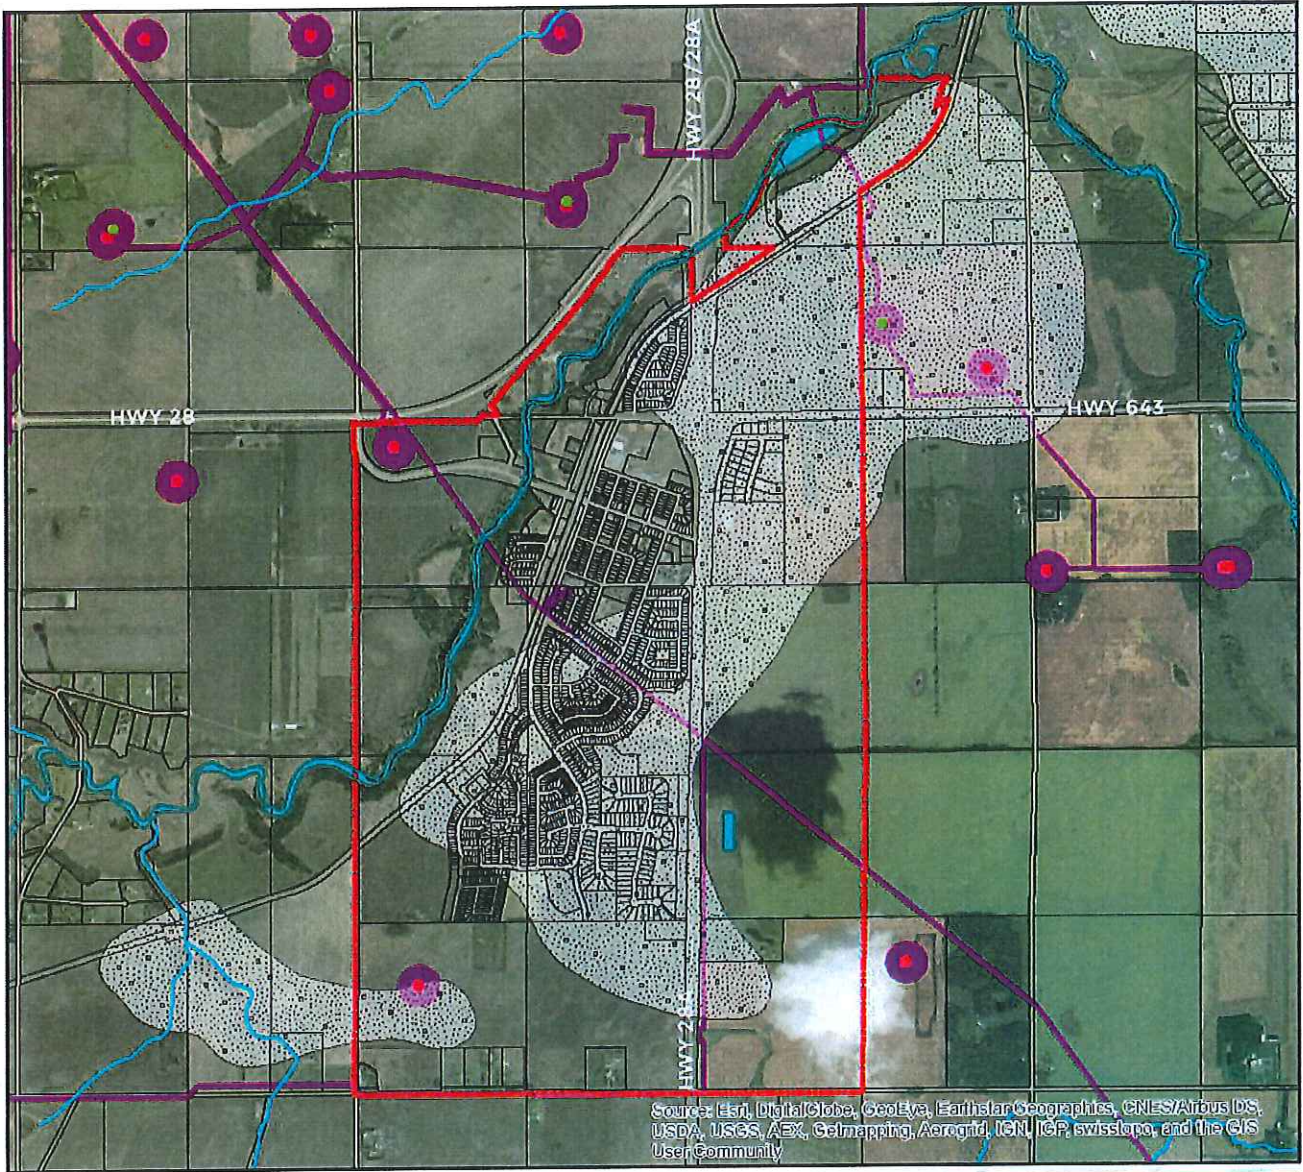 HWY 28/28A
HWY 28
HWY 643
HWY 28A
Source: Esri, DigitalGlobe, GeoEye, Earthstar Geographics, CNES/Airbus DS,
USDA, USGS, AEX, Getmapping, Aerogrid, IGN, IGP, swisstopo, and the GIS
User Community